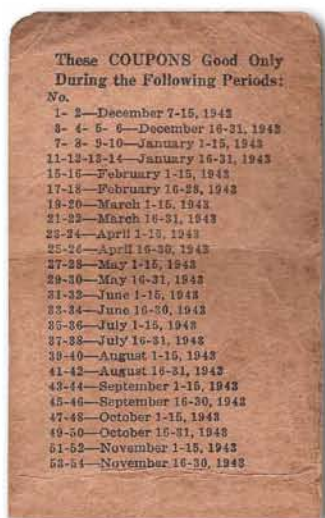 These COUPONS Good Only
During the Following Periods:
No.
1- 2—December 7-15, 1942
3- 4- 5- 6—December 16-31, 1942
7- 8- 9-10—January 1-15, 1943
11-12-13-14—January 16-31, 1943
15-16—February 1-15, 1943
17-18—February 16-28, 1943
19-20—March 1-15, 1943
21-22—March 16-31, 1943
23-24—April 1-15, 1943
25-26—April 16-30, 1943
27-28—May 1-15, 1943
29-30—May 16-31, 1943
31-32—June 1-15, 1943
33-34—June 16-30, 1943
35-36—July 1-15, 1943
37-38—July 16-31, 1943
39-40—August 1-15, 1943
41-42—August 16-31, 1943
43-44—September 1-15, 1943
45-46—September 16-30, 1943
47-48—October 1-15, 1943
49-50—October 16-31, 1943
51-52—November 1-15, 1943
53-54—November 16-30, 1943